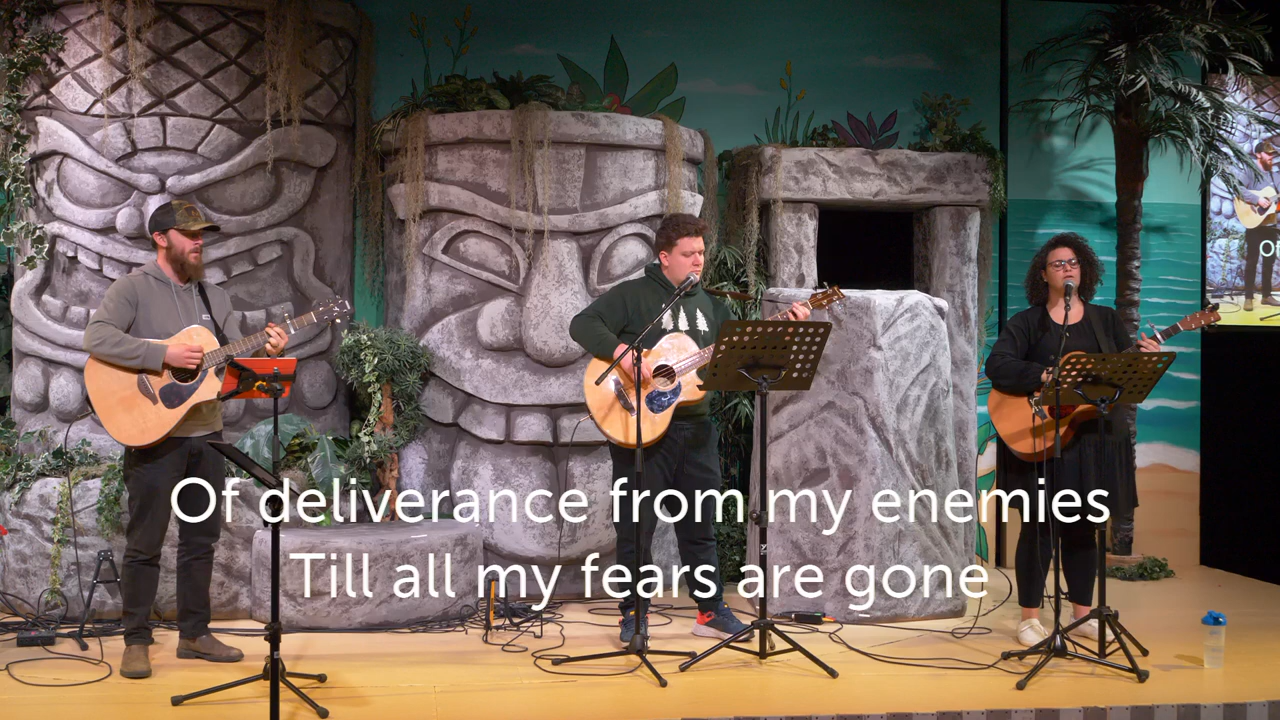 Of deliverance from my enemies
Till all my fears are gone